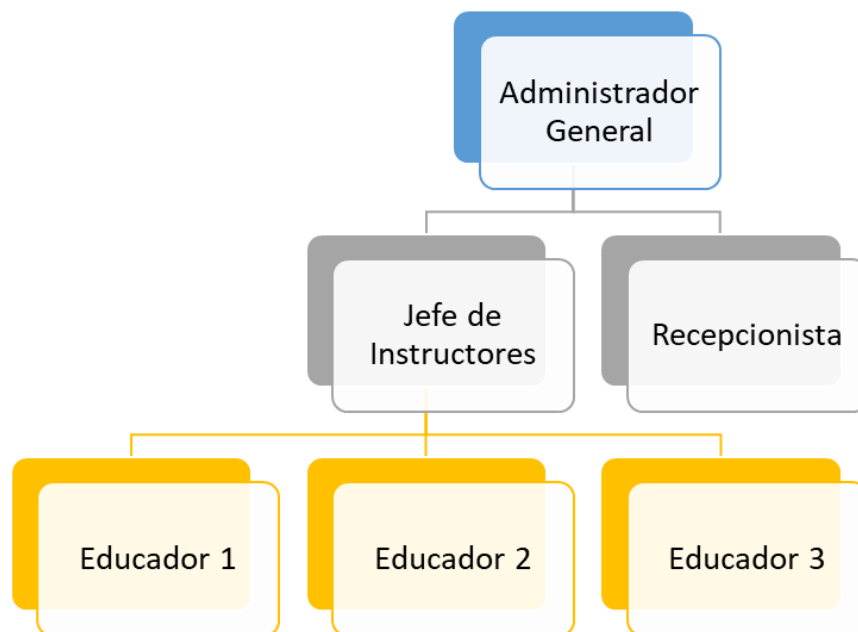 Administrador
General
Jefe de
Instructores
Recepcionista
Educador 1
Educador 2
Educador 3